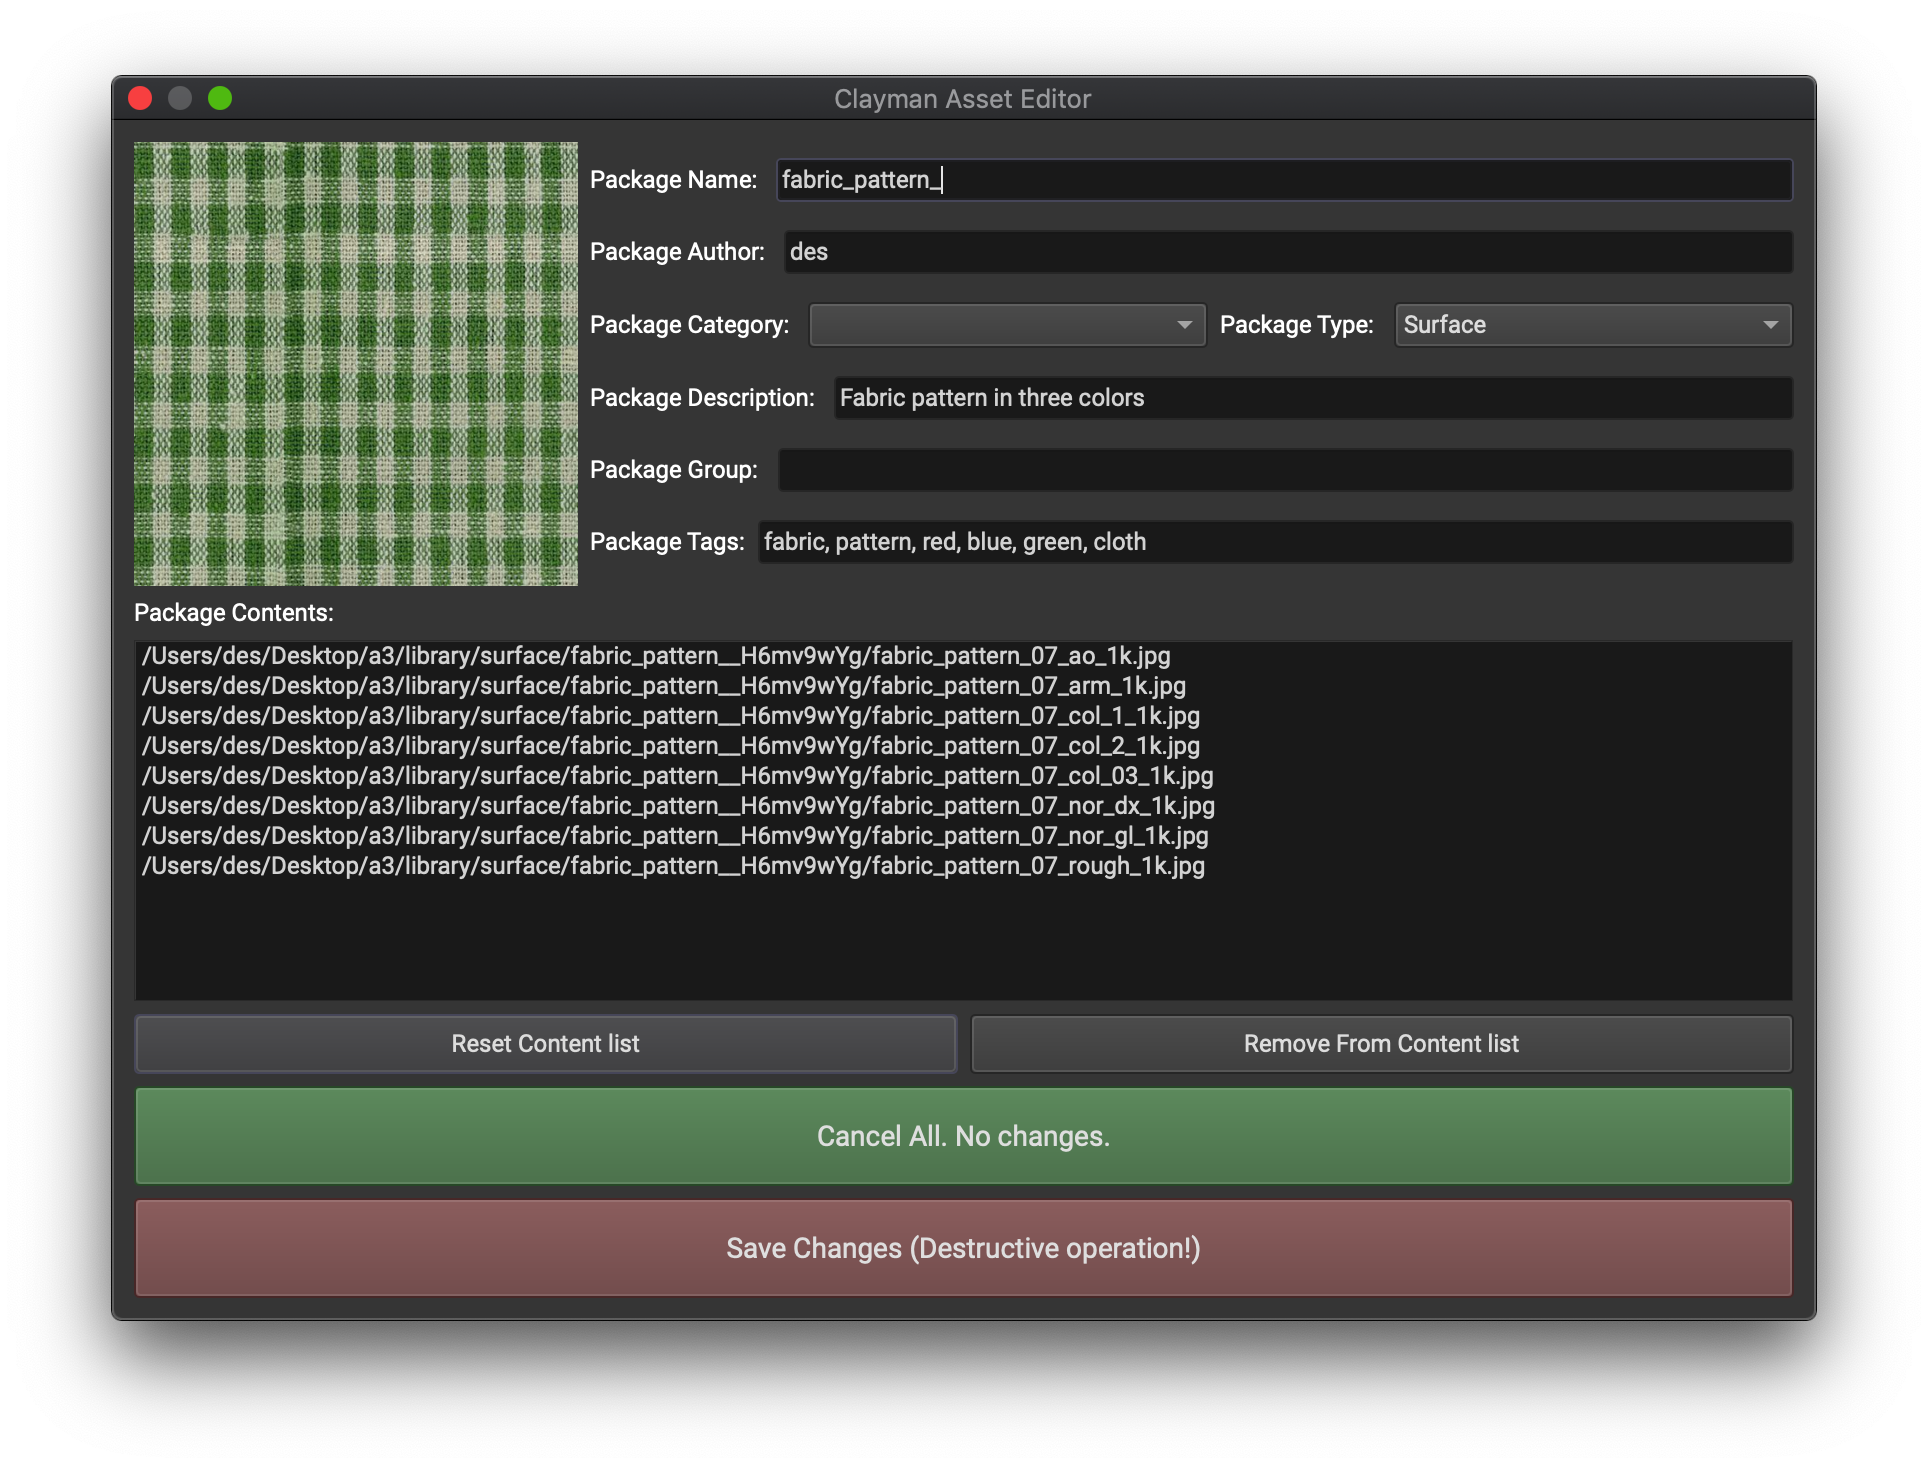 Clayman Asset Editor
Package Name: fabric_pattern_
Package Author: des
Package Category: Package Type: Surface
Package Description: Fabric pattern in three colors
Package Group:
Package Tags: fabric, pattern, red, blue, green, cloth
Package Contents:
/Users/des/Desktop/a3/library/surface/fabric_pattern__H6mv9wYg/fabric_pattern_07_ao_1k.jpg
/Users/des/Desktop/a3/library/surface/fabric_pattern__H6mv9wYg/fabric_pattern_07_arm_1k.jpg
/Users/des/Desktop/a3/library/surface/fabric_pattern__H6mv9wYg/fabric_pattern_07_col_1_1k.jpg
/Users/des/Desktop/a3/library/surface/fabric_pattern__H6mv9wYg/fabric_pattern_07_col_2_1k.jpg
/Users/des/Desktop/a3/library/surface/fabric_pattern__H6mv9wYg/fabric_pattern_07_col_03_1k.jpg
/Users/des/Desktop/a3/library/surface/fabric_pattern__H6mv9wYg/fabric_pattern_07_nor_dx_1k.jpg
/Users/des/Desktop/a3/library/surface/fabric_pattern__H6mv9wYg/fabric_pattern_07_nor_gl_1k.jpg
/Users/des/Desktop/a3/library/surface/fabric_pattern__H6mv9wYg/fabric_pattern_07_rough_1k.jpg
Reset Content list
Remove From Content list
Cancel All. No changes.
Save Changes (Destructive operation!)